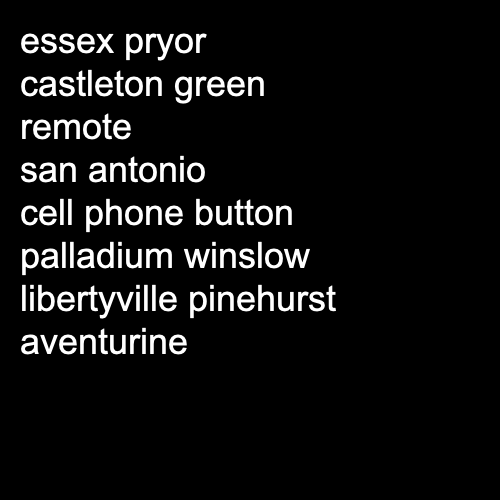 essex pryor
castleton green
remote
san antonio
cell phone button
palladium winslow
libertyville pinehurst
aventurine